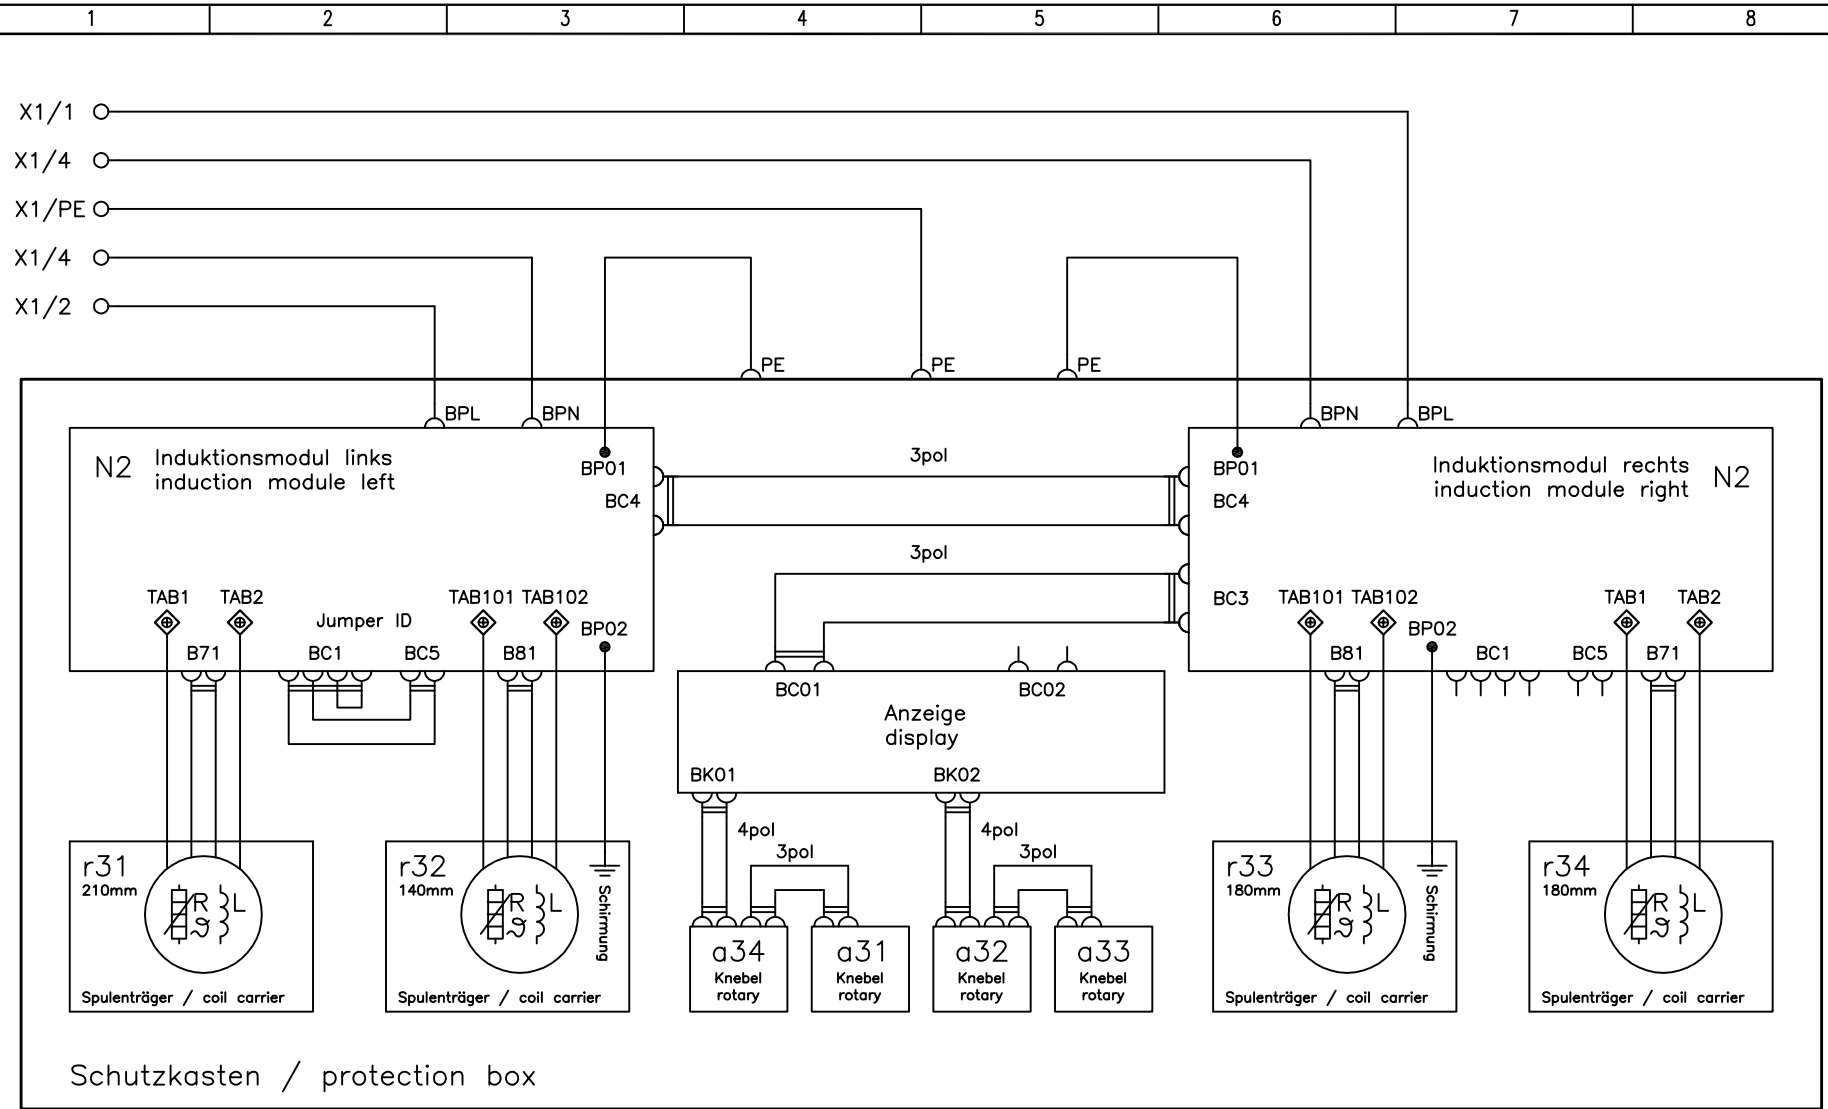 1 2 3 4 5 6 7 8
X1/1
X1/4
X1/PE
X1/4
X1/2
PE PE PE
BPL BPN BPN BPL
N2 Induktionsmodul links
induction module left
BP01
BC4
3pol
BP01
BC4
Induktionsmodul rechts N2
induction module right
3pol
TAB1 TAB2 Jumper ID TAB101 TAB102
BP02
B71 BC1 BC5 B81
BC3 TAB101 TAB102 TAB1 TAB2
BP02
B81 BC1 BC5 B71
BC01 BC02
Anzeige
display
BK01 BK02
4pol 4pol
3pol 3pol
r31
210mm
R L
ϑ
Spulenträger / coil carrier
r32
140mm
R L
ϑ
Schirmung
Spulenträger / coil carrier
a34
Knebel
rotary
a31
Knebel
rotary
a32
Knebel
rotary
a33
Knebel
rotary
r33
180mm
R L
ϑ
Schirmung
Spulenträger / coil carrier
r34
180mm
R L
ϑ
Spulenträger / coil carrier
Schutzkasten / protection box